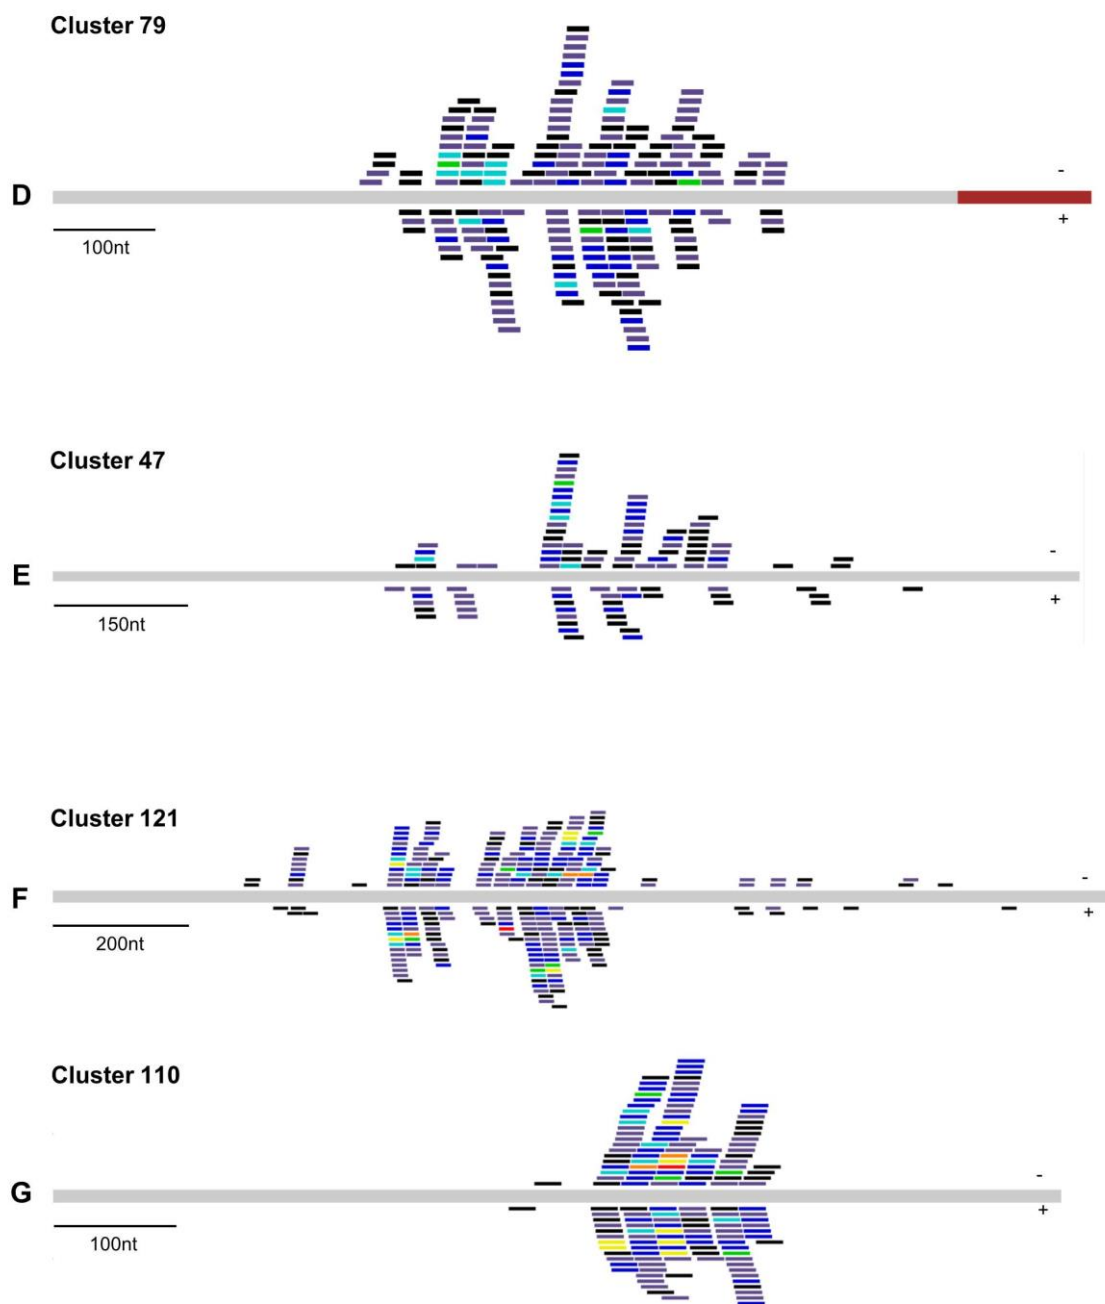 Cluster 79
-
D
+
100nt
Cluster 47
-
E
+
150nt
Cluster 121
-
F
+
200nt
Cluster 110
-
G
+
100nt